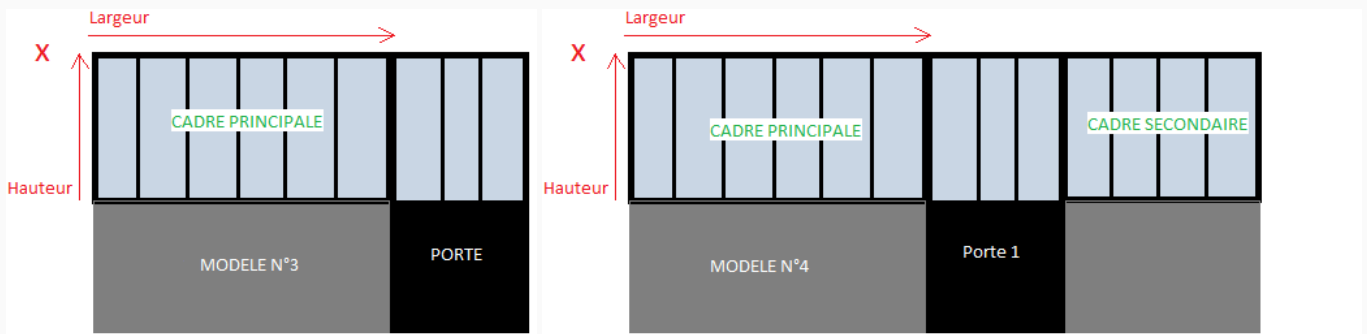 Largeur
X
CADRE PRINCIPALE
Hauteur
MODELE N°3
PORTE
Largeur
X
CADRE PRINCIPALE
CADRE SECONDAIRE
Hauteur
MODELE N°4
Porte 1